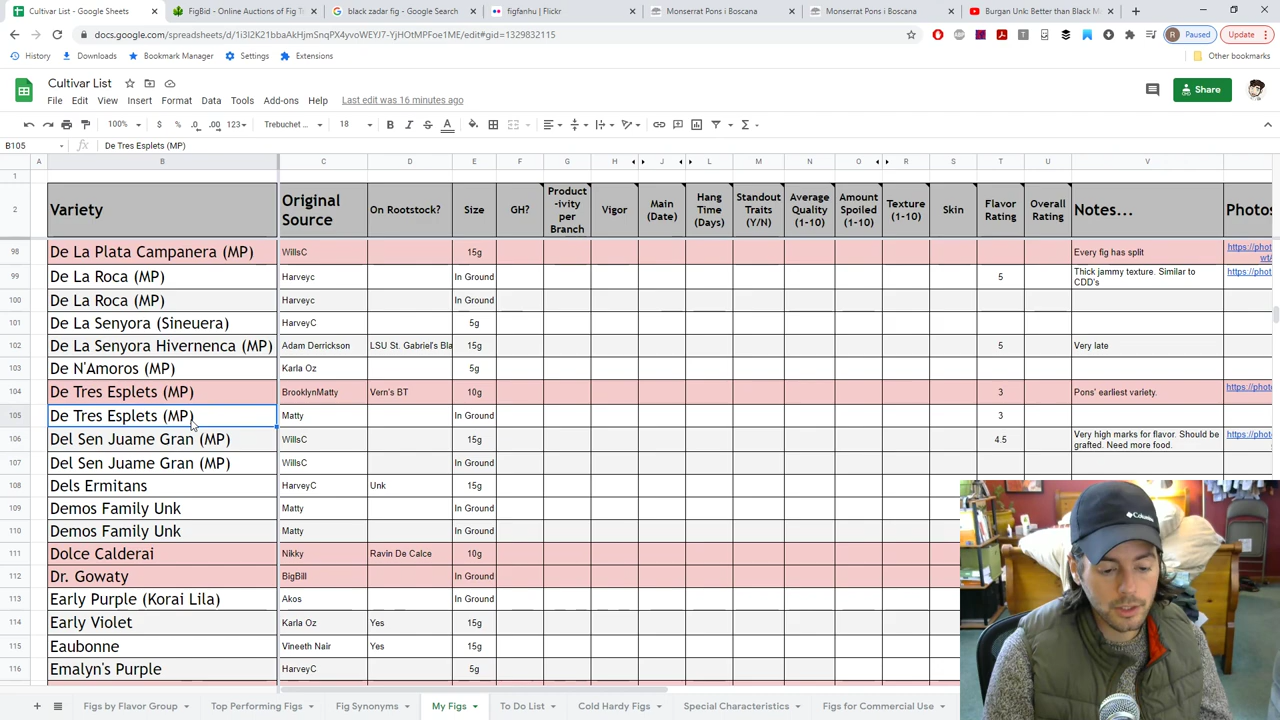 Cultivar List
FigBid - Online Auctions of Fig T
black zadar fig - Google Search
figfanhu | Flickr
Monserrat Pons i Boscana
Monserrat Pons i Boscana
Burgan Unk: Better than Black M
docs.google.com/spreadsheets/d/1i3I2K21bbaAkHjmSnqPX4yvoWEYJ7-YjHOtMPFoe1ME/edit#gid=1329832115
R Paused
Update
History Downloads Bookmark Manager Settings Extensions
Other bookmarks
Cultivar List
File Edit View Insert Format Data Tools Add-ons Help Last edit was 16 minutes ago
Share
100% $ % .0 .00 123 Trebuchet ... 18 B I S A
B105 fx De Tres Esplets (MP)
A B C D E F G H J L M N O R S T U V
1
2 Variety Original Source On Rootstock? Size GH? Product-ivity per Branch Vigor Main (Date) Hang Time (Days) Standout Traits (Y/N) Average Quality (1-10) Amount Spoiled (1-10) Texture (1-10) Skin Flavor Rating Overall Rating Notes... Photos
98 De La Plata Campanera (MP) WillsC 15g Every fig has split https://phot
99 De La Roca (MP) Harveyc In Ground 5 Thick jammy texture. Similar to CDD's https://phot
100 De La Roca (MP) Harveyc In Ground
101 De La Senyora (Sineuera) HarveyC 5g
102 De La Senyora Hivernenca (MP) Adam Derrickson LSU St. Gabriel's Bla 15g 5 Very late
103 De N'Amoros (MP) Karla Oz 5g
104 De Tres Esplets (MP) BrooklynMatty Vern's BT 10g 3 Pons' earliest variety. https://phot
105 De Tres Esplets (MP) Matty In Ground 3
106 Del Sen Juame Gran (MP) WillsC 15g 4.5 Very high marks for flavor. Should be grafted. Need more food. https://phot
107 Del Sen Juame Gran (MP) WillsC In Ground
108 Dels Ermitans HarveyC Unk 15g
109 Demos Family Unk Matty In Ground
110 Demos Family Unk Matty In Ground
111 Dolce Calderai Nikky Ravin De Calce 10g
112 Dr. Gowaty BigBill In Ground
113 Early Purple (Korai Lila) Akos In Ground
114 Early Violet Karla Oz Yes 15g
115 Eaubonne Vineeth Nair Yes 15g
116 Emalyn's Purple HarveyC 5g
Columbia
Figs by Flavor Group Top Performing Figs Fig Synonyms My Figs To Do List Cold Hardy Figs Special Characteristics Figs for Commercial Use